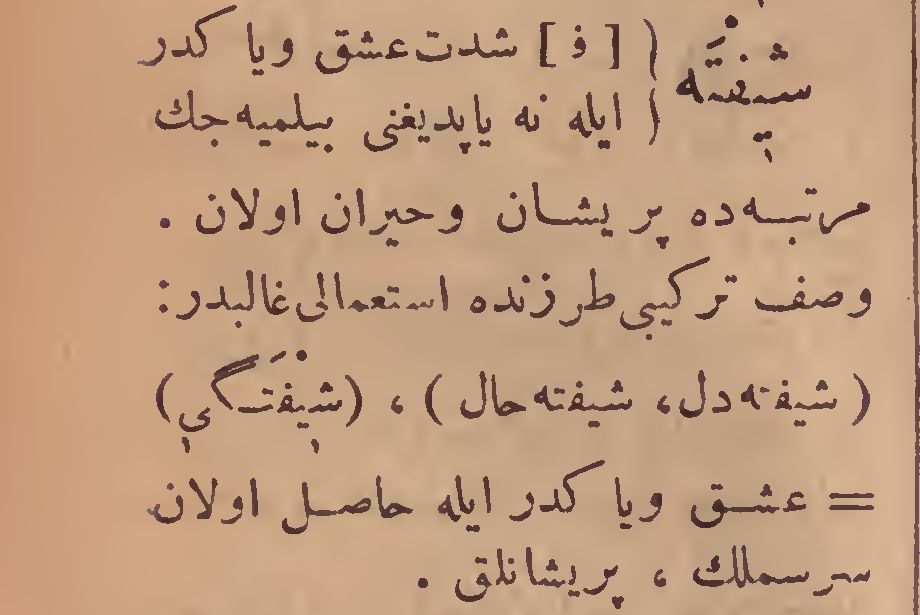 شیفته ( [ ف ] شدت عشق ویا کدر
( ایله نه یاپدیغنی بیلمیه جك
مرتبه ده پریشان وحیران اولان .
وصف ترکیبی طرزنده استعمالی غالبدر :
( شیفته دل ، شیفته حال ) ، ( شیفتگی )
= عشق ویا کدر ایله حاصل اولان
سرسملك ، پریشانلق .